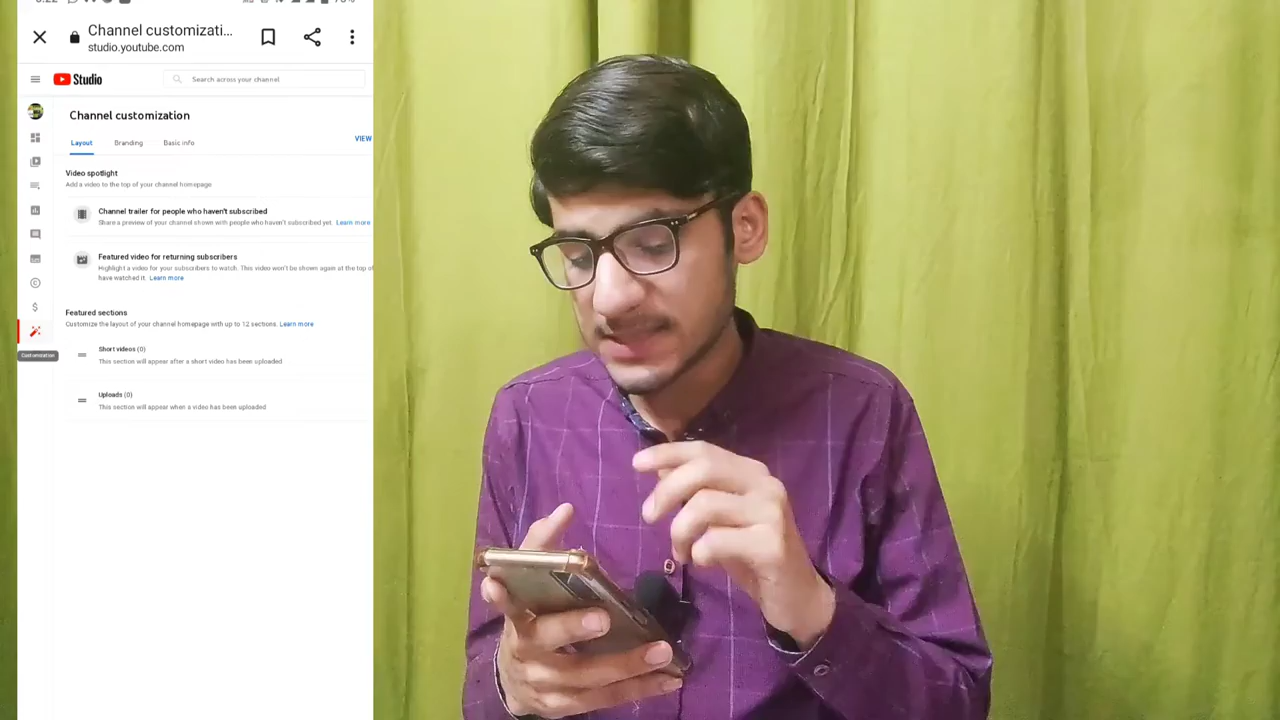 Channel customizati...
studio.youtube.com
Studio
Search across your channel
Channel customization
Layout Branding Basic info
VIEW
Video spotlight
Add a video to the top of your channel homepage
Channel trailer for people who haven't subscribed
Share a preview of your channel shown with people who haven't subscribed yet. Learn more
Featured video for returning subscribers
Highlight a video for your subscribers to watch. This video won't be shown again at the top of
have watched it. Learn more
Featured sections
Customize the layout of your channel homepage with up to 12 sections. Learn more
Customization
Short videos (0)
This section will appear after a short video has been uploaded
Uploads (0)
This section will appear when a video has been uploaded